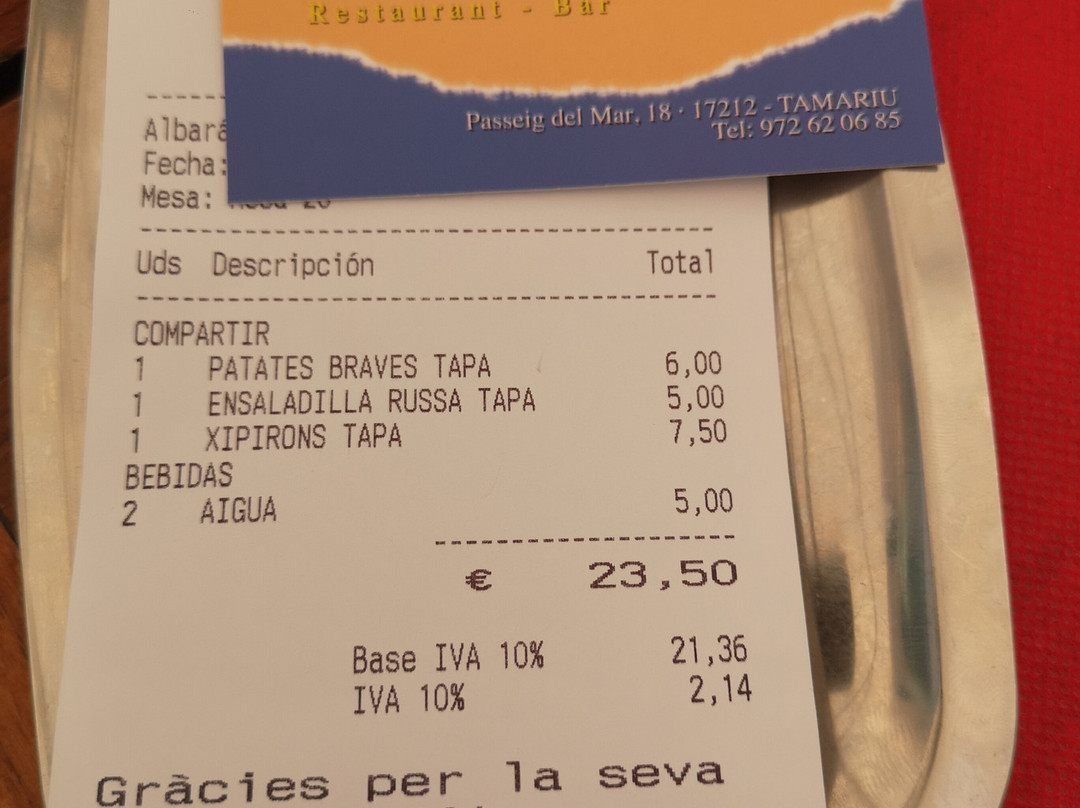 Restaurant - Bar
Passeig del Mar, 18 · 17212 - TAMARIU
Tel: 972 62 06 85
--------
Albará
Fecha:
Mesa:
----------------------------------------
Uds Descripción Total
----------------------------------------
COMPARTIR
1 PATATES BRAVES TAPA 6,00
1 ENSALADILLA RUSSA TAPA 5,00
1 XIPIRONS TAPA 7,50
BEBIDAS
2 AIGUA 5,00
--------------------
€ 23,50
Base IVA 10% 21,36
IVA 10% 2,14
Gràcies per la seva